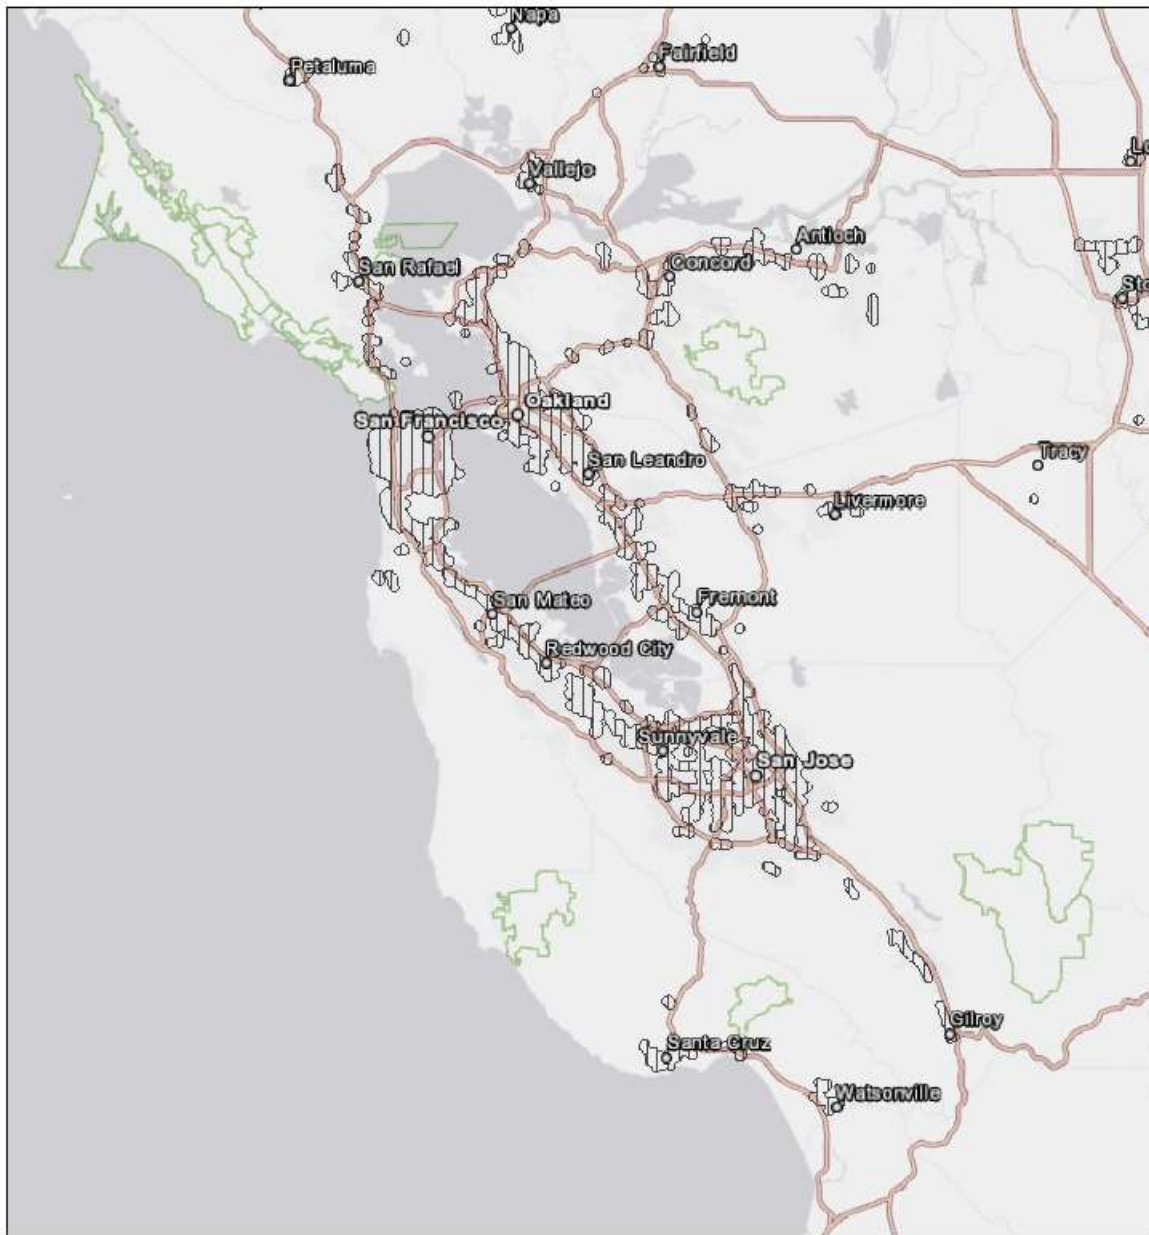 Napa
Fairfield
Petaluma
Vallejo
Antioch
San Rafael
Concord
Oakland
San Francisco
San Leandro
Tracy
Livermore
San Mateo
Fremont
Redwood City
Sunnyvale
San Jose
Gilroy
Santa Cruz
Watsonville